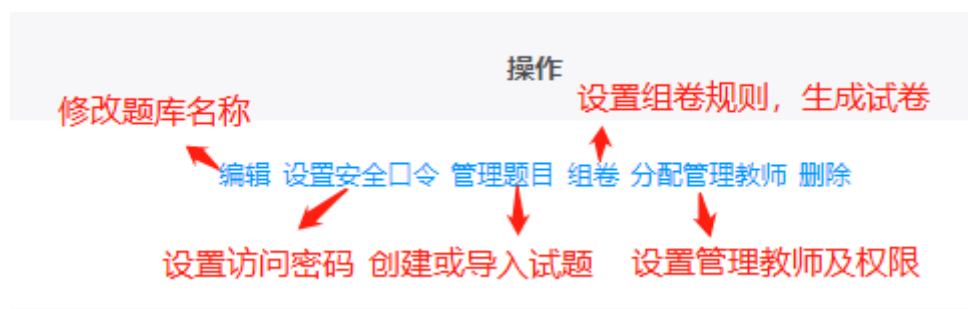 操作
修改题库名称
设置组卷规则，生成试卷
编辑 设置安全口令 管理题目 组卷 分配管理教师 删除
设置访问密码 创建或导入试题 设置管理教师及权限